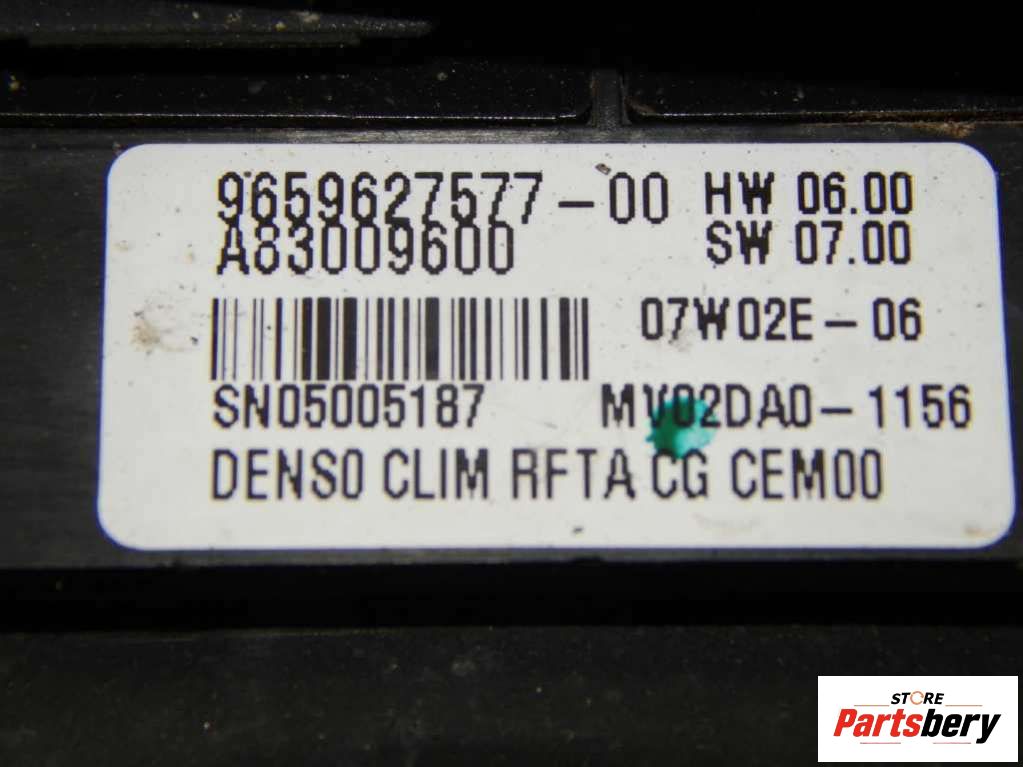 9659627577-00 HW 06.00
A83009600 SW 07.00
07W02E-06
SN05005187 MV02DA0-1156
DENSO CLIM RFTA CG CEM00
STORE
Partsbery